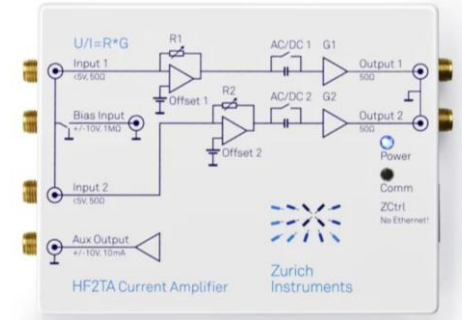 U/I=R*G
R1
AC/DC 1
G1
Input 1
<5V, 50Ω
Output 1
50Ω
Offset 1
R2
AC/DC 2
G2
Bias Input
+/-10V, 1MΩ
Output 2
50Ω
Offset 2
Power
Input 2
<5V, 50Ω
Comm
ZCtrl
No Ethernet!
Aux Output
+/-10V, 10mA
HF2TA Current Amplifier
Zurich
Instruments